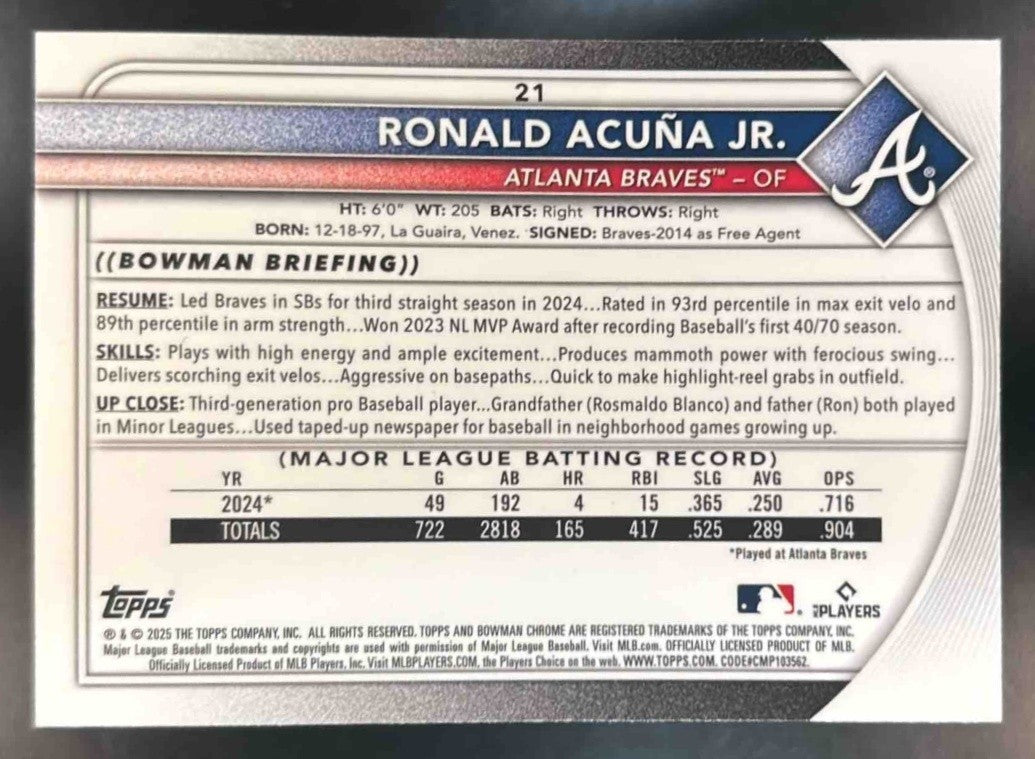 21
RONALD ACUÑA JR.
ATLANTA BRAVES™ – OF
A®
HT: 6'0" WT: 205 BATS: Right THROWS: Right
BORN: 12-18-97, La Guaira, Venez. SIGNED: Braves-2014 as Free Agent
((BOWMAN BRIEFING))
RESUME: Led Braves in SBs for third straight season in 2024...Rated in 93rd percentile in max exit velo and
89th percentile in arm strength...Won 2023 NL MVP Award after recording Baseball's first 40/70 season.
SKILLS: Plays with high energy and ample excitement...Produces mammoth power with ferocious swing...
Delivers scorching exit velos...Aggressive on basepaths...Quick to make highlight-reel grabs in outfield.
UP CLOSE: Third-generation pro Baseball player...Grandfather (Rosmaldo Blanco) and father (Ron) both played
in Minor Leagues...Used taped-up newspaper for baseball in neighborhood games growing up.
(MAJOR LEAGUE BATTING RECORD)
YR G AB HR RBI SLG AVG OPS
2024* 49 192 4 15 .365 .250 .716
TOTALS 722 2818 165 417 .525 .289 .904
*Played at Atlanta Braves
Topps®
PLAYERS
® & © 2025 THE TOPPS COMPANY, INC. ALL RIGHTS RESERVED. TOPPS AND BOWMAN CHROME ARE REGISTERED TRADEMARKS OF THE TOPPS COMPANY, INC.
Major League Baseball trademarks and copyrights are used with permission of Major League Baseball. Visit MLB.com. OFFICIALLY LICENSED PRODUCT OF MLB.
Officially Licensed Product of MLB Players, Inc. Visit MLBPLAYERS.COM, the Players Choice on the web. WWW.TOPPS.COM. CODE#CMP103562.